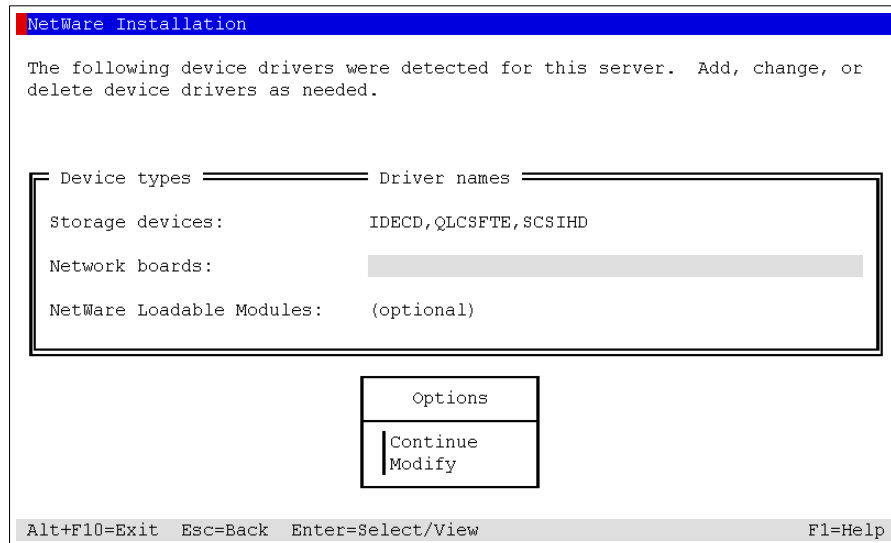 NetWare Installation
The following device drivers were detected for this server. Add, change, or
delete device drivers as needed.
Device types Driver names
Storage devices: IDECD,QLCSFTE,SCSIHD
Network boards:
NetWare Loadable Modules: (optional)
Options
Continue
Modify
Alt+F10=Exit Esc=Back Enter=Select/View F1=Help